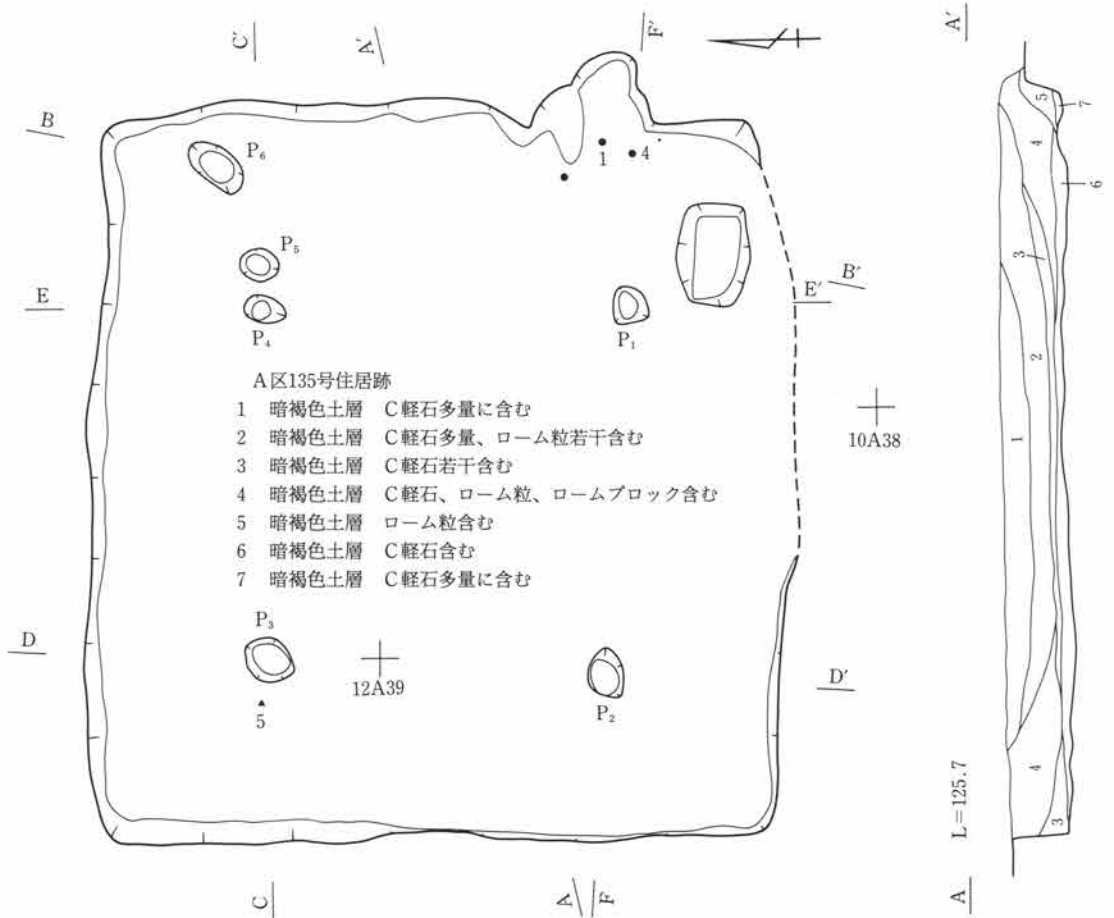 C'
A'
F'
A'
B
P₆
1
4
P₅
E
P₄
P₁
E'
B'
A区135号住居跡
1 暗褐色土層 C軽石多量に含む
2 暗褐色土層 C軽石多量、ローム粒若干含む
3 暗褐色土層 C軽石若干含む
4 暗褐色土層 C軽石、ローム粒、ロームブロック含む
5 暗褐色土層 ローム粒含む
6 暗褐色土層 C軽石含む
7 暗褐色土層 C軽石多量に含む
10A38
P₃
D
12A39
5
P₂
D'
C
A
F
5
7
4
6
3
2
1
4
3
L=125.7
A